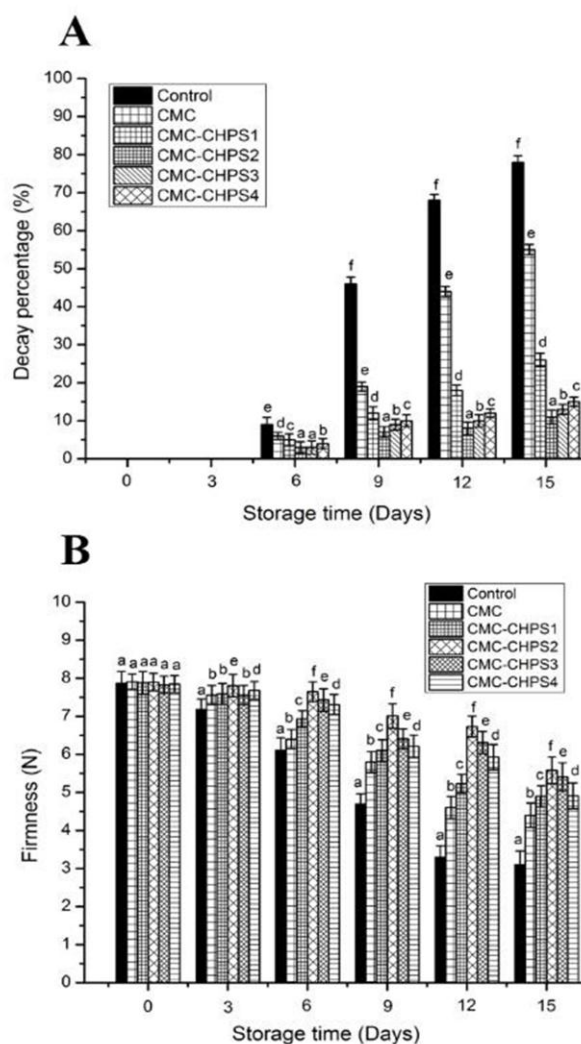 A
100
90
80
70
60
50
40
30
20
10
0
Decay percentage (%)
Control
CMC
CMC-CHPS1
CMC-CHPS2
CMC-CHPS3
CMC-CHPS4
e d c a a b
f e d a b c
f e d a b c
f e d a b c
0 3 6 9 12 15
Storage time (Days)
B
10
9
8
7
6
5
4
3
2
1
0
Firmness (N)
Control
CMC
CMC-CHPS1
CMC-CHPS2
CMC-CHPS3
CMC-CHPS4
a a a a a a
a b b e b d
a b c f e d
a b c f e d
a b c f e d
a b c f e d
0 3 6 9 12 15
Storage time (Days)